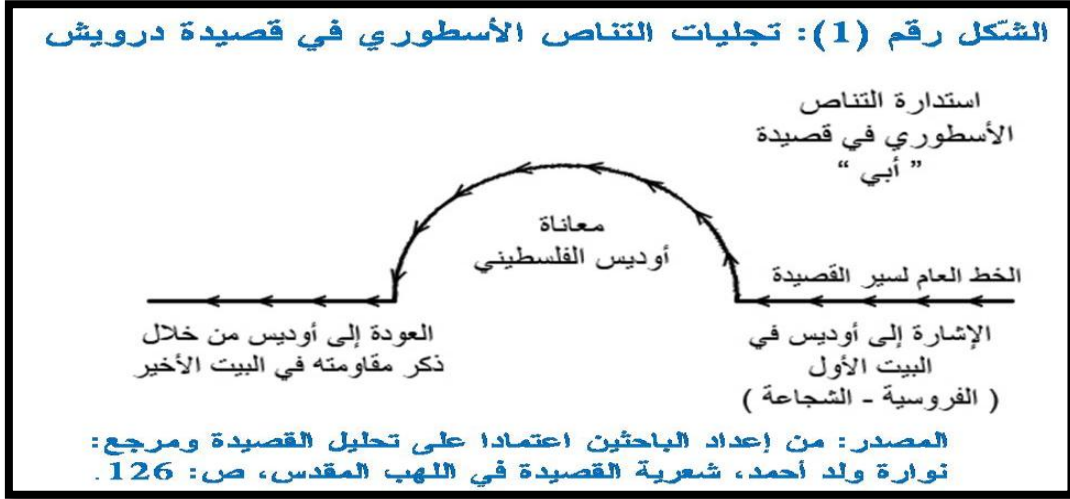 الشّكل رقم (1): تجليات التناص الأسطوري في قصيدة درويش
استدارة التناص
الأسطوري في قصيدة
” أبي “
معاناة
أوديس الفلسطيني
الخط العام لسير القصيدة
الإشارة إلى أوديس في
البيت الأول
( الفروسية - الشجاعة )
العودة إلى أوديس من خلال
ذكر مقاومته في البيت الأخير
المصدر: من إعداد الباحثين اعتمادا على تحليل القصيدة ومرجع:
نوارة ولد أحمد، شعرية القصيدة في اللهب المقدس، ص: 126.